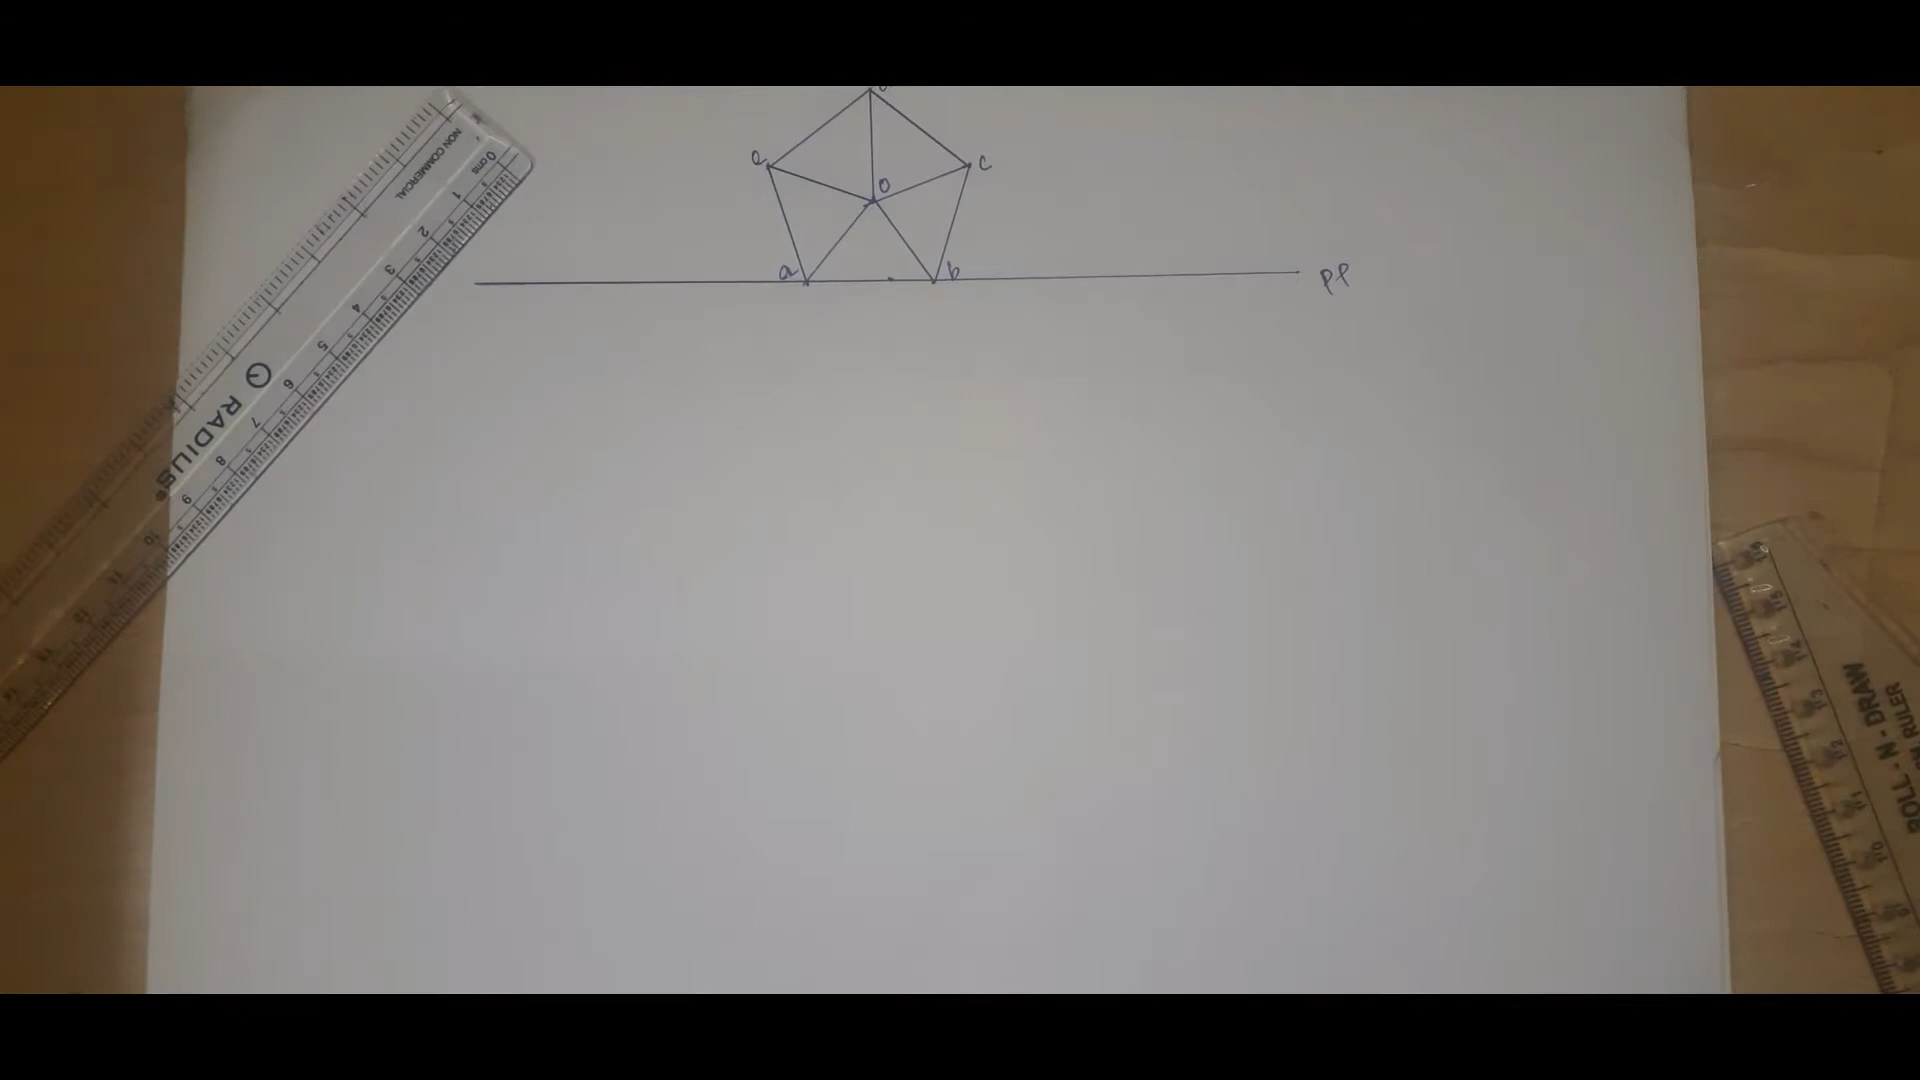 e
c
O
a
b
PP
NON COMMERCIAL
0 cms
1
2
3
4
5
6
7
8
9
10
11
RADIUS
ROLL-N-DRAW
RULER